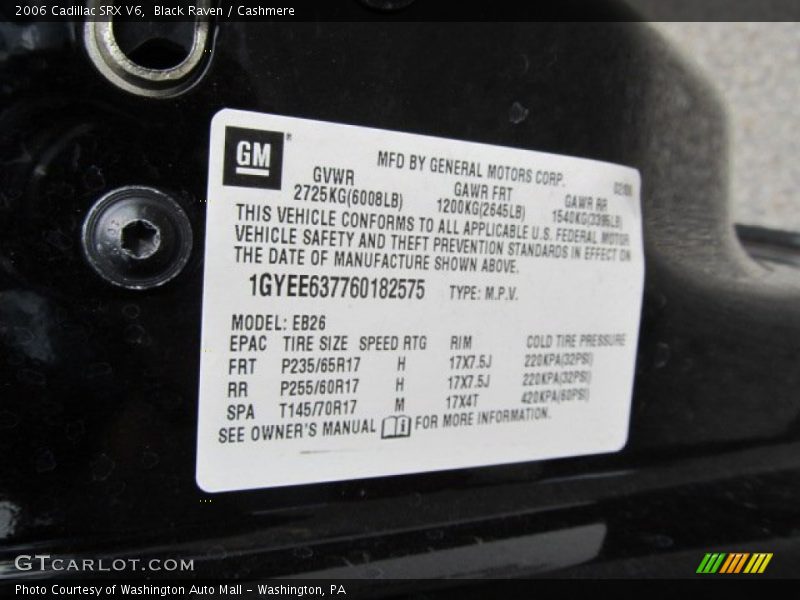 2006 Cadillac SRX V6, Black Raven / Cashmere
GM
MFD BY GENERAL MOTORS CORP.
GVWR GAWR FRT GAWR RR
2725KG(6008LB) 1200KG(2645LB) 1540KG(3395LB)
THIS VEHICLE CONFORMS TO ALL APPLICABLE U.S. FEDERAL MOTOR
VEHICLE SAFETY AND THEFT PREVENTION STANDARDS IN EFFECT ON
THE DATE OF MANUFACTURE SHOWN ABOVE.
1GYEE637760182575 TYPE: M.P.V.
MODEL: EB26
EPAC TIRE SIZE SPEED RTG RIM COLD TIRE PRESSURE
FRT P235/65R17 H 17X7.5J 220KPA(32PSI)
RR P255/60R17 H 17X7.5J 220KPA(32PSI)
SPA T145/70R17 M 17X4T 420KPA(60PSI)
SEE OWNER'S MANUAL FOR MORE INFORMATION.
GTCARLOT.COM
Photo Courtesy of Washington Auto Mall - Washington, PA